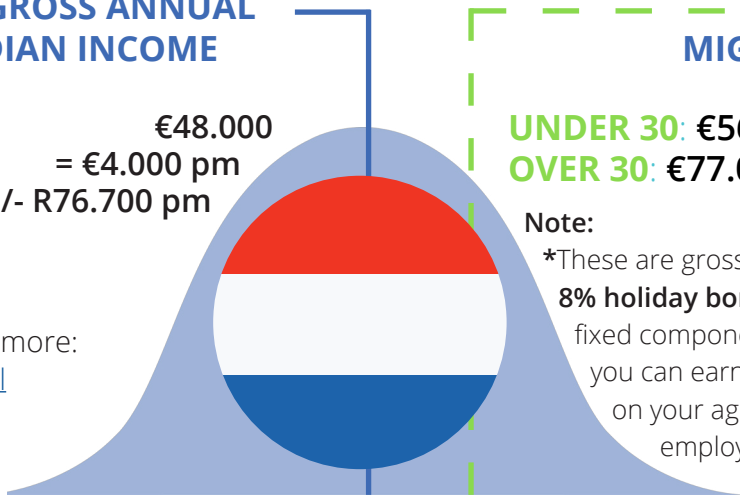 GROSS ANNUAL
DIAN INCOME
€48.000
= €4.000 pm
/- R76.700 pm
more:
l
MIG
UNDER 30: €5
OVER 30: €77.
Note:
*These are gross
8% holiday bo
fixed compon
you can earn
on your ag
employ